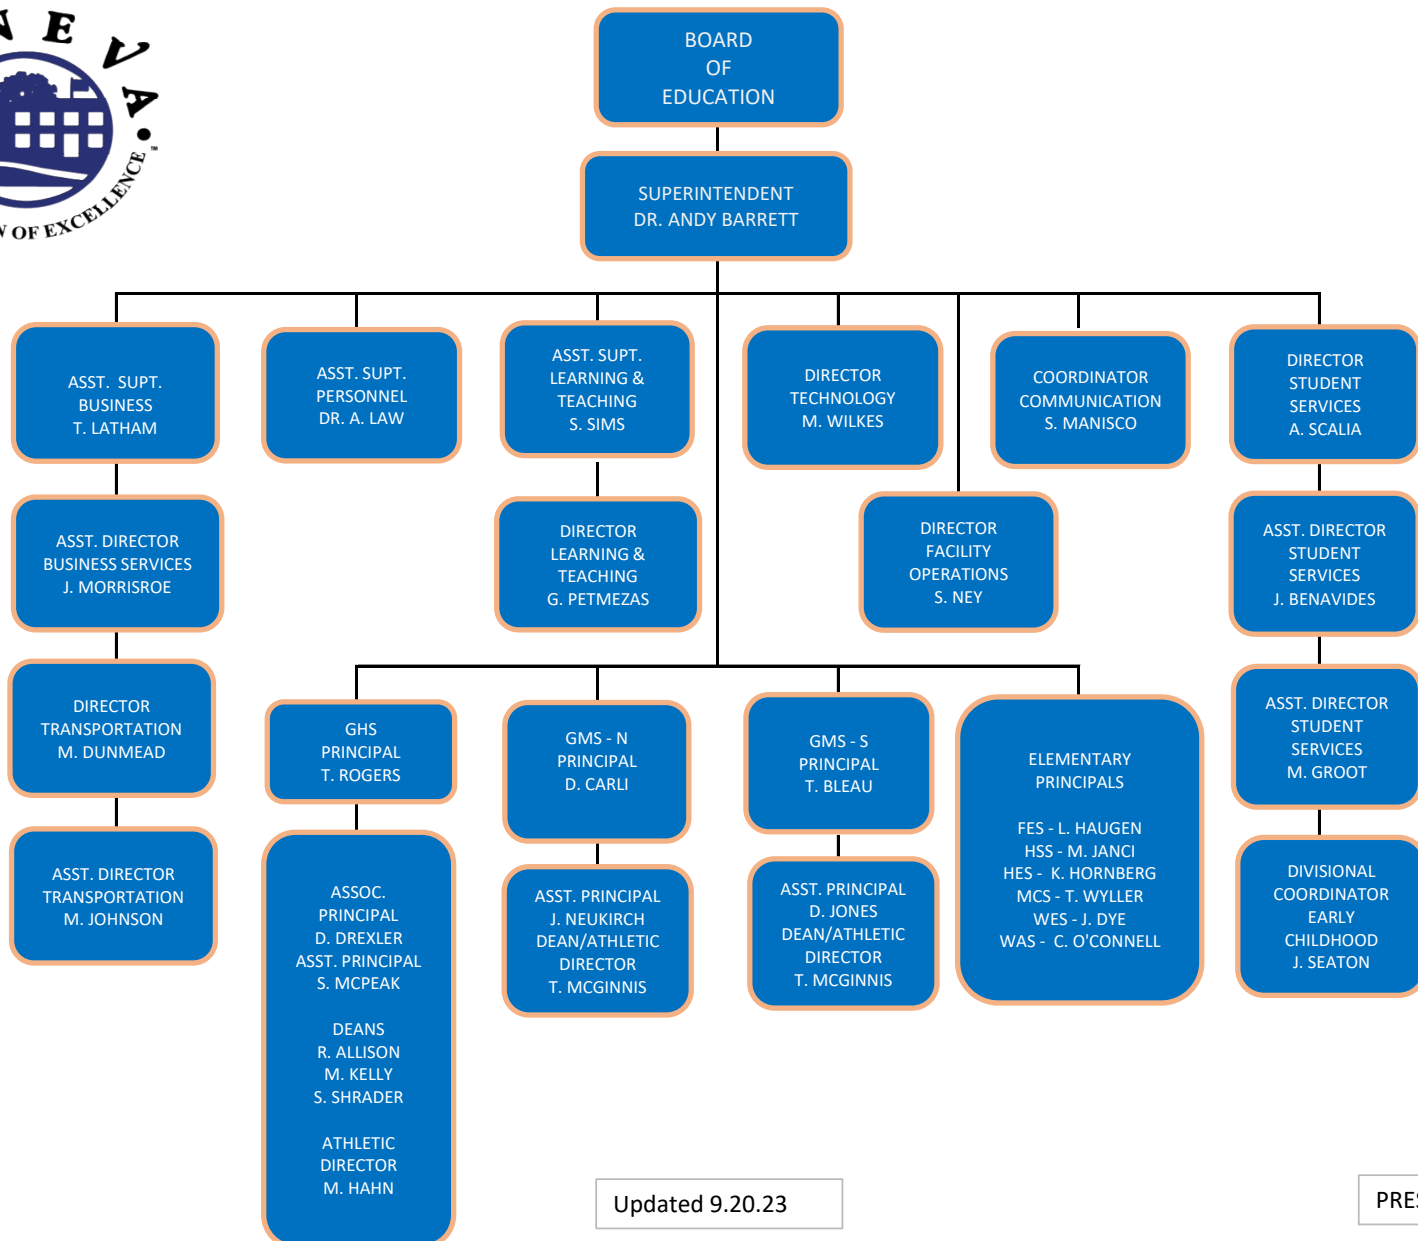 NEVA
N OF EXCELLENCE
BOARD
OF
EDUCATION
SUPERINTENDENT
DR. ANDY BARRETT
ASST. SUPT.
BUSINESS
T. LATHAM
ASST. SUPT.
PERSONNEL
DR. A. LAW
ASST. SUPT.
LEARNING &
TEACHING
S. SIMS
DIRECTOR
TECHNOLOGY
M. WILKES
COORDINATOR
COMMUNICATION
S. MANISCO
DIRECTOR
STUDENT
SERVICES
A. SCALIA
ASST. DIRECTOR
BUSINESS SERVICES
J. MORRISROE
DIRECTOR
LEARNING &
TEACHING
G. PETMEZAS
DIRECTOR
FACILITY
OPERATIONS
S. NEY
ASST. DIRECTOR
STUDENT
SERVICES
J. BENAVIDES
DIRECTOR
TRANSPORTATION
M. DUNMEAD
GHS
PRINCIPAL
T. ROGERS
GMS - N
PRINCIPAL
D. CARLI
GMS - S
PRINCIPAL
T. BLEAU
ELEMENTARY
PRINCIPALS
FES - L. HAUGEN
HSS - M. JANCI
HES - K. HORNBERG
MCS - T. WYLLER
WES - J. DYE
WAS - C. O'CONNELL
ASST. DIRECTOR
STUDENT
SERVICES
M. GROOT
ASST. DIRECTOR
TRANSPORTATION
M. JOHNSON
ASSOC.
PRINCIPAL
D. DREXLER
ASST. PRINCIPAL
S. MCPEAK
DEANS
R. ALLISON
M. KELLY
S. SHRADER
ATHLETIC
DIRECTOR
M. HAHN
ASST. PRINCIPAL
J. NEUKIRCH
DEAN/ATHLETIC
DIRECTOR
T. MCGINNIS
ASST. PRINCIPAL
D. JONES
DEAN/ATHLETIC
DIRECTOR
T. MCGINNIS
DIVISIONAL
COORDINATOR
EARLY
CHILDHOOD
J. SEATON
Updated 9.20.23
PRES